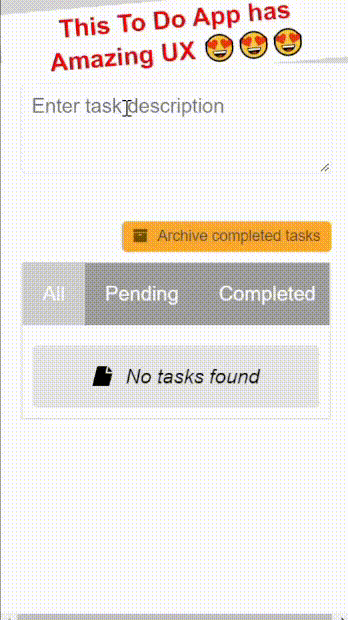 This To Do App has
Amazing UX 😍😍😍
Enter task description
Archive completed tasks
All Pending Completed
No tasks found